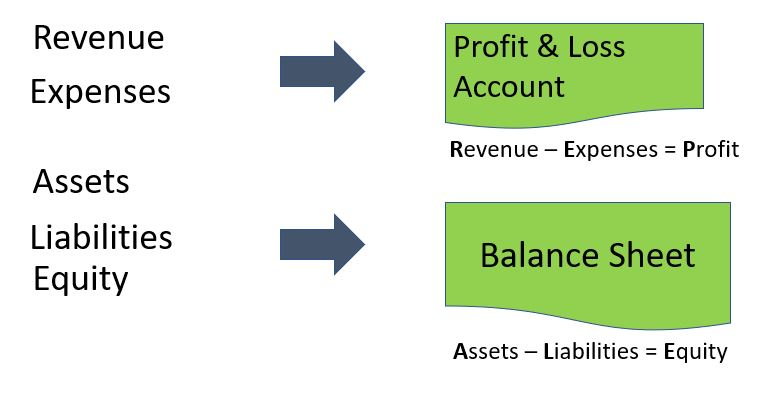 Revenue
Expenses
Profit & Loss
Account
Revenue – Expenses = Profit
Assets
Liabilities
Equity
Balance Sheet
Assets – Liabilities = Equity